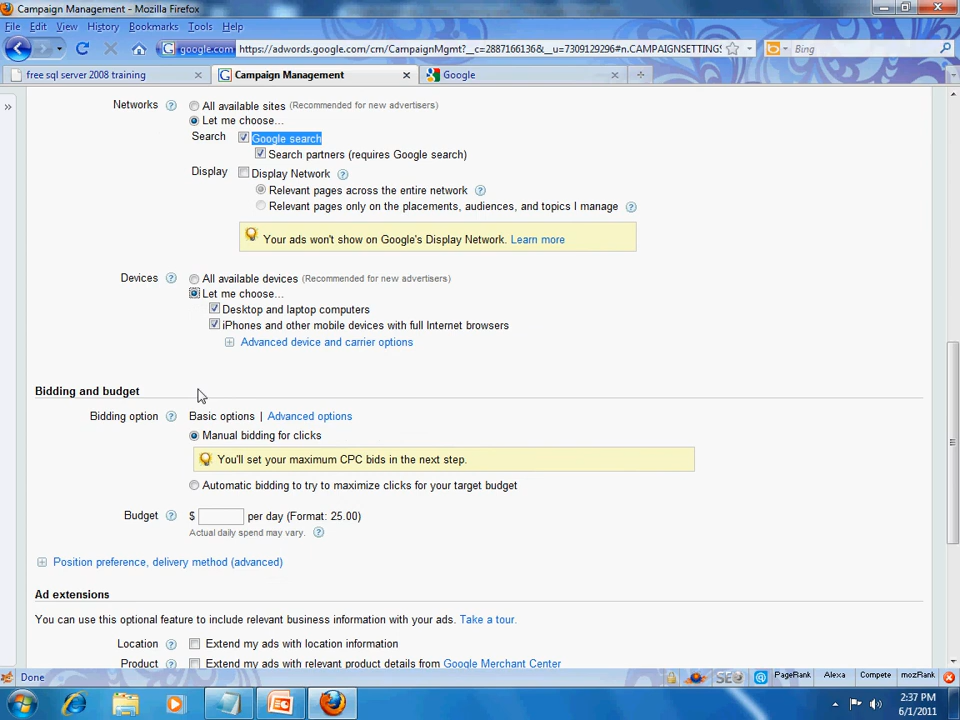 Campaign Management - Mozilla Firefox
File Edit View History Bookmarks Tools Help
google.com https://adwords.google.com/cm/CampaignMgmt?__c=2887166136&__u=7309129296#n.CAMPAIGNSETTINGS Bing
free sql server 2008 training Campaign Management Google
Networks All available sites (Recommended for new advertisers)
Let me choose...
Search Google search
Search partners (requires Google search)
Display Display Network
Relevant pages across the entire network
Relevant pages only on the placements, audiences, and topics I manage
Your ads won't show on Google's Display Network. Learn more
Devices All available devices (Recommended for new advertisers)
Let me choose...
Desktop and laptop computers
iPhones and other mobile devices with full Internet browsers
Advanced device and carrier options
Bidding and budget
Bidding option Basic options | Advanced options
Manual bidding for clicks
You'll set your maximum CPC bids in the next step.
Automatic bidding to try to maximize clicks for your target budget
Budget $ per day (Format: 25.00)
Actual daily spend may vary.
Position preference, delivery method (advanced)
Ad extensions
You can use this optional feature to include relevant business information with your ads. Take a tour.
Location Extend my ads with location information
Product Extend my ads with relevant product details from Google Merchant Center
Done PageRank Alexa Compete mozRank
2:37 PM
6/1/2011